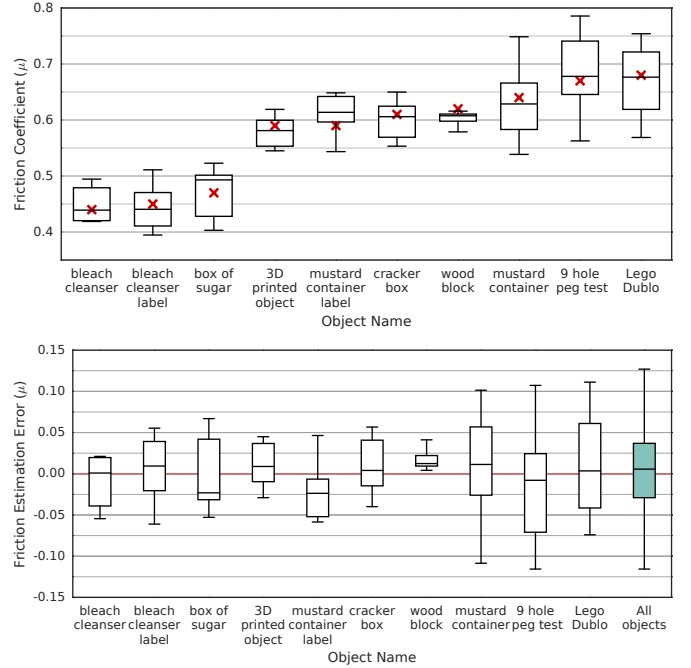 0.8
0.7
0.6
0.5
0.4
Friction Coefficient (μ)
bleach
cleanser
bleach
cleanser
label
box of
sugar
3D
printed
object
mustard
container
label
cracker
box
wood
block
mustard
container
9 hole
peg test
Lego
Dublo
Object Name
0.15
0.10
0.05
0.00
-0.05
-0.10
-0.15
Friction Estimation Error (μ)
bleach
cleanser
bleach
cleanser
label
box of
sugar
3D
printed
object
mustard
container
label
cracker
box
wood
block
mustard
container
9 hole
peg test
Lego
Dublo
All
objects
Object Name